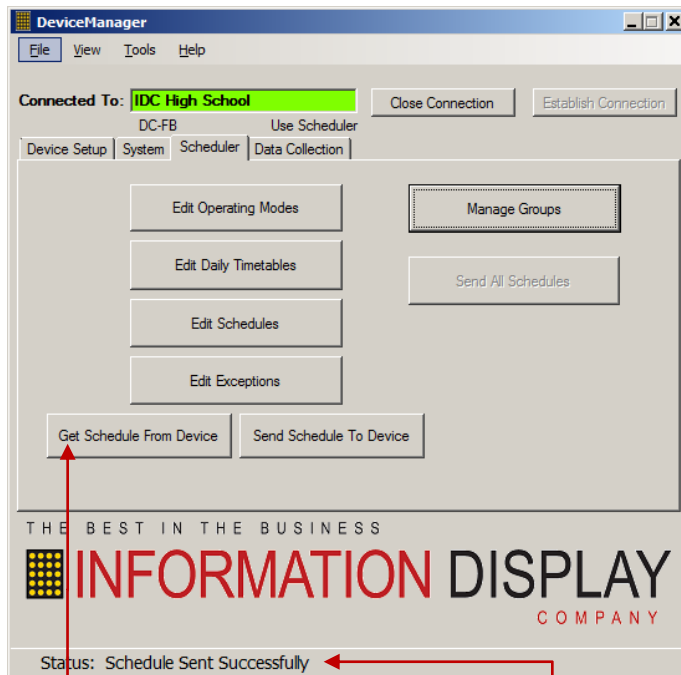 DeviceManager
File View Tools Help
Connected To: IDC High School Close Connection Establish Connection
DC-FB Use Scheduler
Device Setup System Scheduler Data Collection
Edit Operating Modes Manage Groups
Edit Daily Timetables
Send All Schedules
Edit Schedules
Edit Exceptions
Get Schedule From Device Send Schedule To Device
THE BEST IN THE BUSINESS
INFORMATION DISPLAY
COMPANY
Status: Schedule Sent Successfully